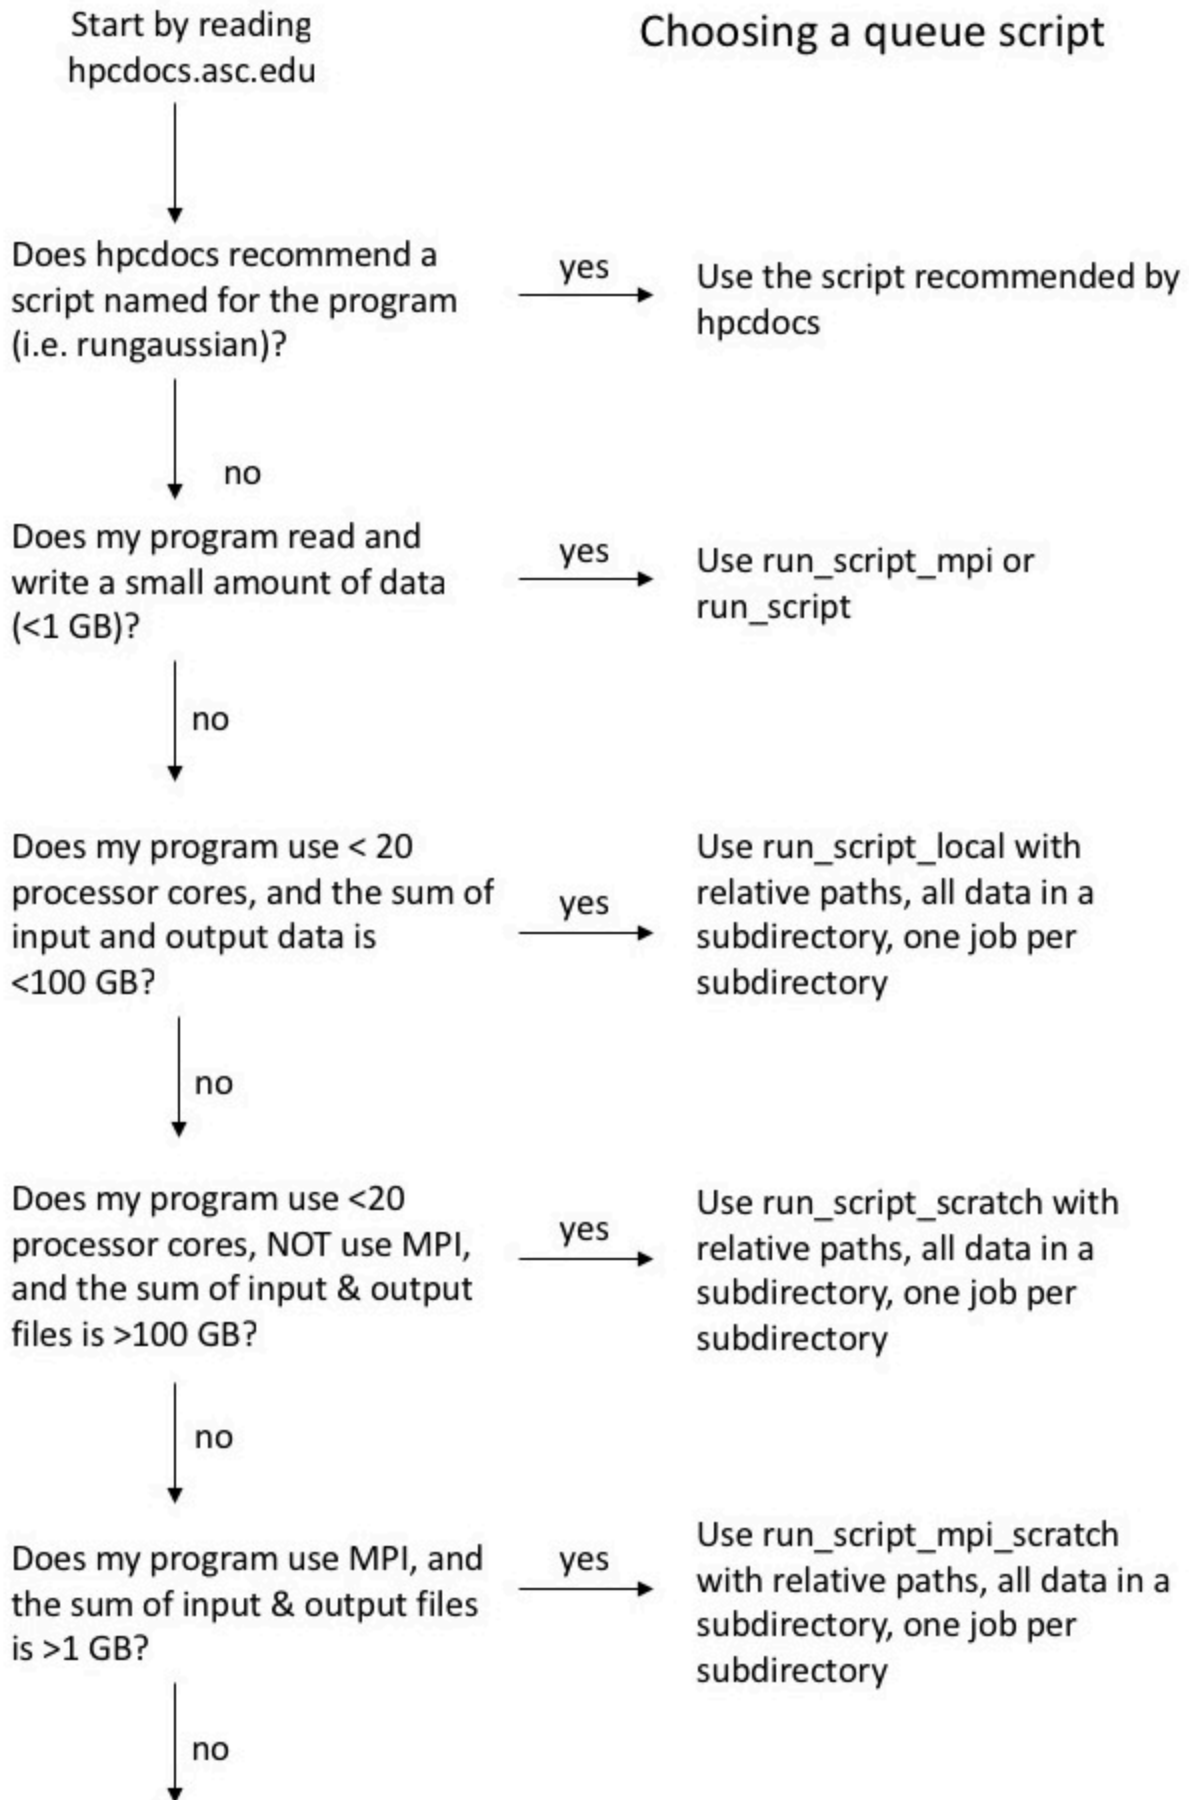 Start by reading
hpcdocs.asc.edu
Choosing a queue script
Does hpcdocs recommend a
script named for the program
(i.e. rungaussian)?
yes
Use the script recommended by
hpcdocs
no
Does my program read and
write a small amount of data
(<1 GB)?
yes
Use run_script_mpi or
run_script
no
Does my program use < 20
processor cores, and the sum of
input and output data is
<100 GB?
yes
Use run_script_local with
relative paths, all data in a
subdirectory, one job per
subdirectory
no
Does my program use <20
processor cores, NOT use MPI,
and the sum of input & output
files is >100 GB?
yes
Use run_script_scratch with
relative paths, all data in a
subdirectory, one job per
subdirectory
no
Does my program use MPI, and
the sum of input & output files
is >1 GB?
yes
Use run_script_mpi_scratch
with relative paths, all data in a
subdirectory, one job per
subdirectory
no